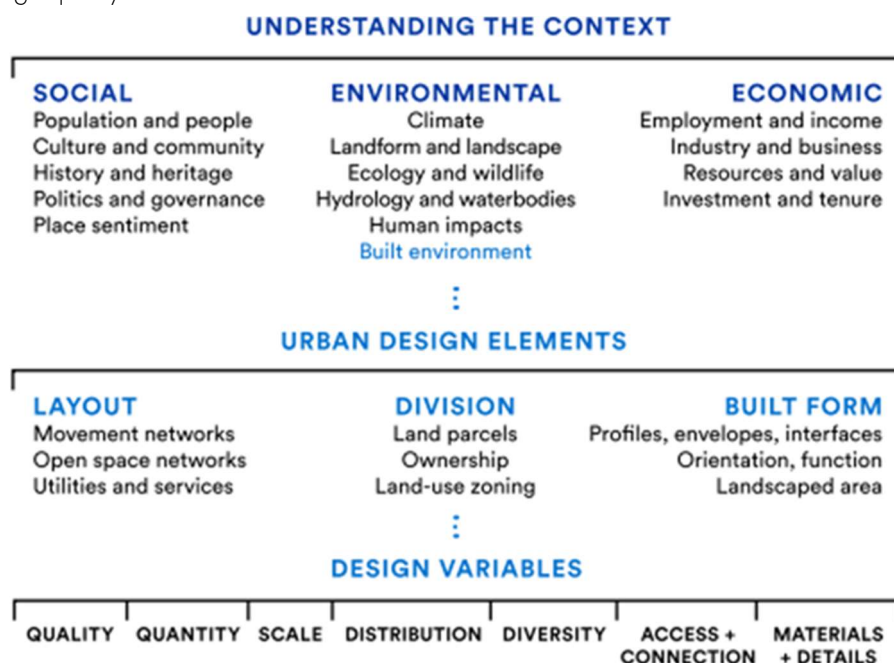 UNDERSTANDING THE CONTEXT
SOCIAL
Population and people
Culture and community
History and heritage
Politics and governance
Place sentiment
ENVIRONMENTAL
Climate
Landform and landscape
Ecology and wildlife
Hydrology and waterbodies
Human impacts
Built environment
ECONOMIC
Employment and income
Industry and business
Resources and value
Investment and tenure
URBAN DESIGN ELEMENTS
LAYOUT
Movement networks
Open space networks
Utilities and services
DIVISION
Land parcels
Ownership
Land-use zoning
BUILT FORM
Profiles, envelopes, interfaces
Orientation, function
Landscaped area
DESIGN VARIABLES
QUALITY
QUANTITY
SCALE
DISTRIBUTION
DIVERSITY
ACCESS +
CONNECTION
MATERIALS
+ DETAILS